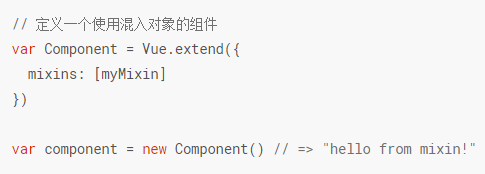 // 定义一个使用混入对象的组件
var Component = Vue.extend({
  mixins: [myMixin]
})

var component = new Component() // => "hello from mixin!"